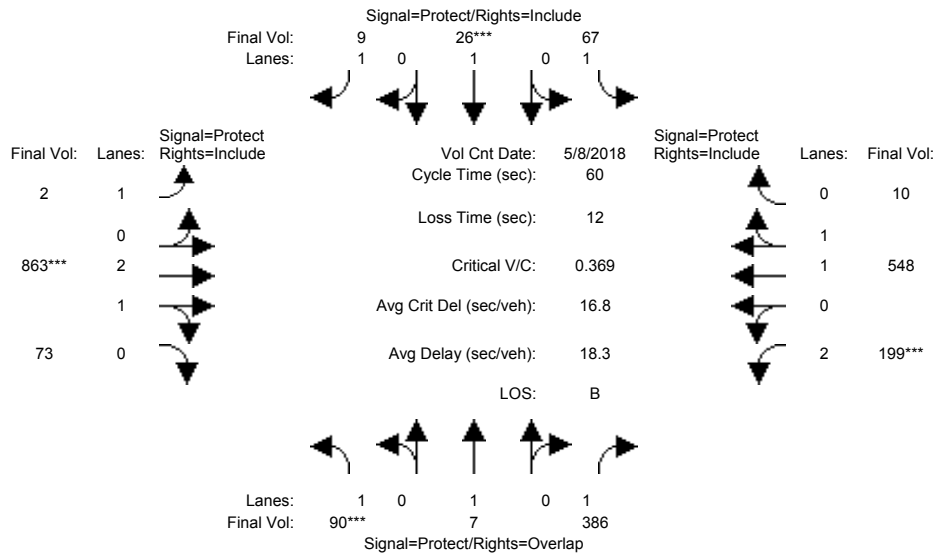 Signal=Protect/Rights=Include
Final Vol: 9 26*** 67
Lanes: 1 0 1 0 1
Signal=Protect Signal=Protect
Final Vol: Lanes: Rights=Include Vol Cnt Date: 5/8/2018 Rights=Include Lanes: Final Vol:
Cycle Time (sec): 60
2 1 0 10
Loss Time (sec): 12
0 1
863*** 2 Critical V/C: 0.369 1 548
1 Avg Crit Del (sec/veh): 16.8 0
73 0 Avg Delay (sec/veh): 18.3 2 199***
LOS: B
Lanes: 1 0 1 0 1
Final Vol: 90*** 7 386
Signal=Protect/Rights=Overlap